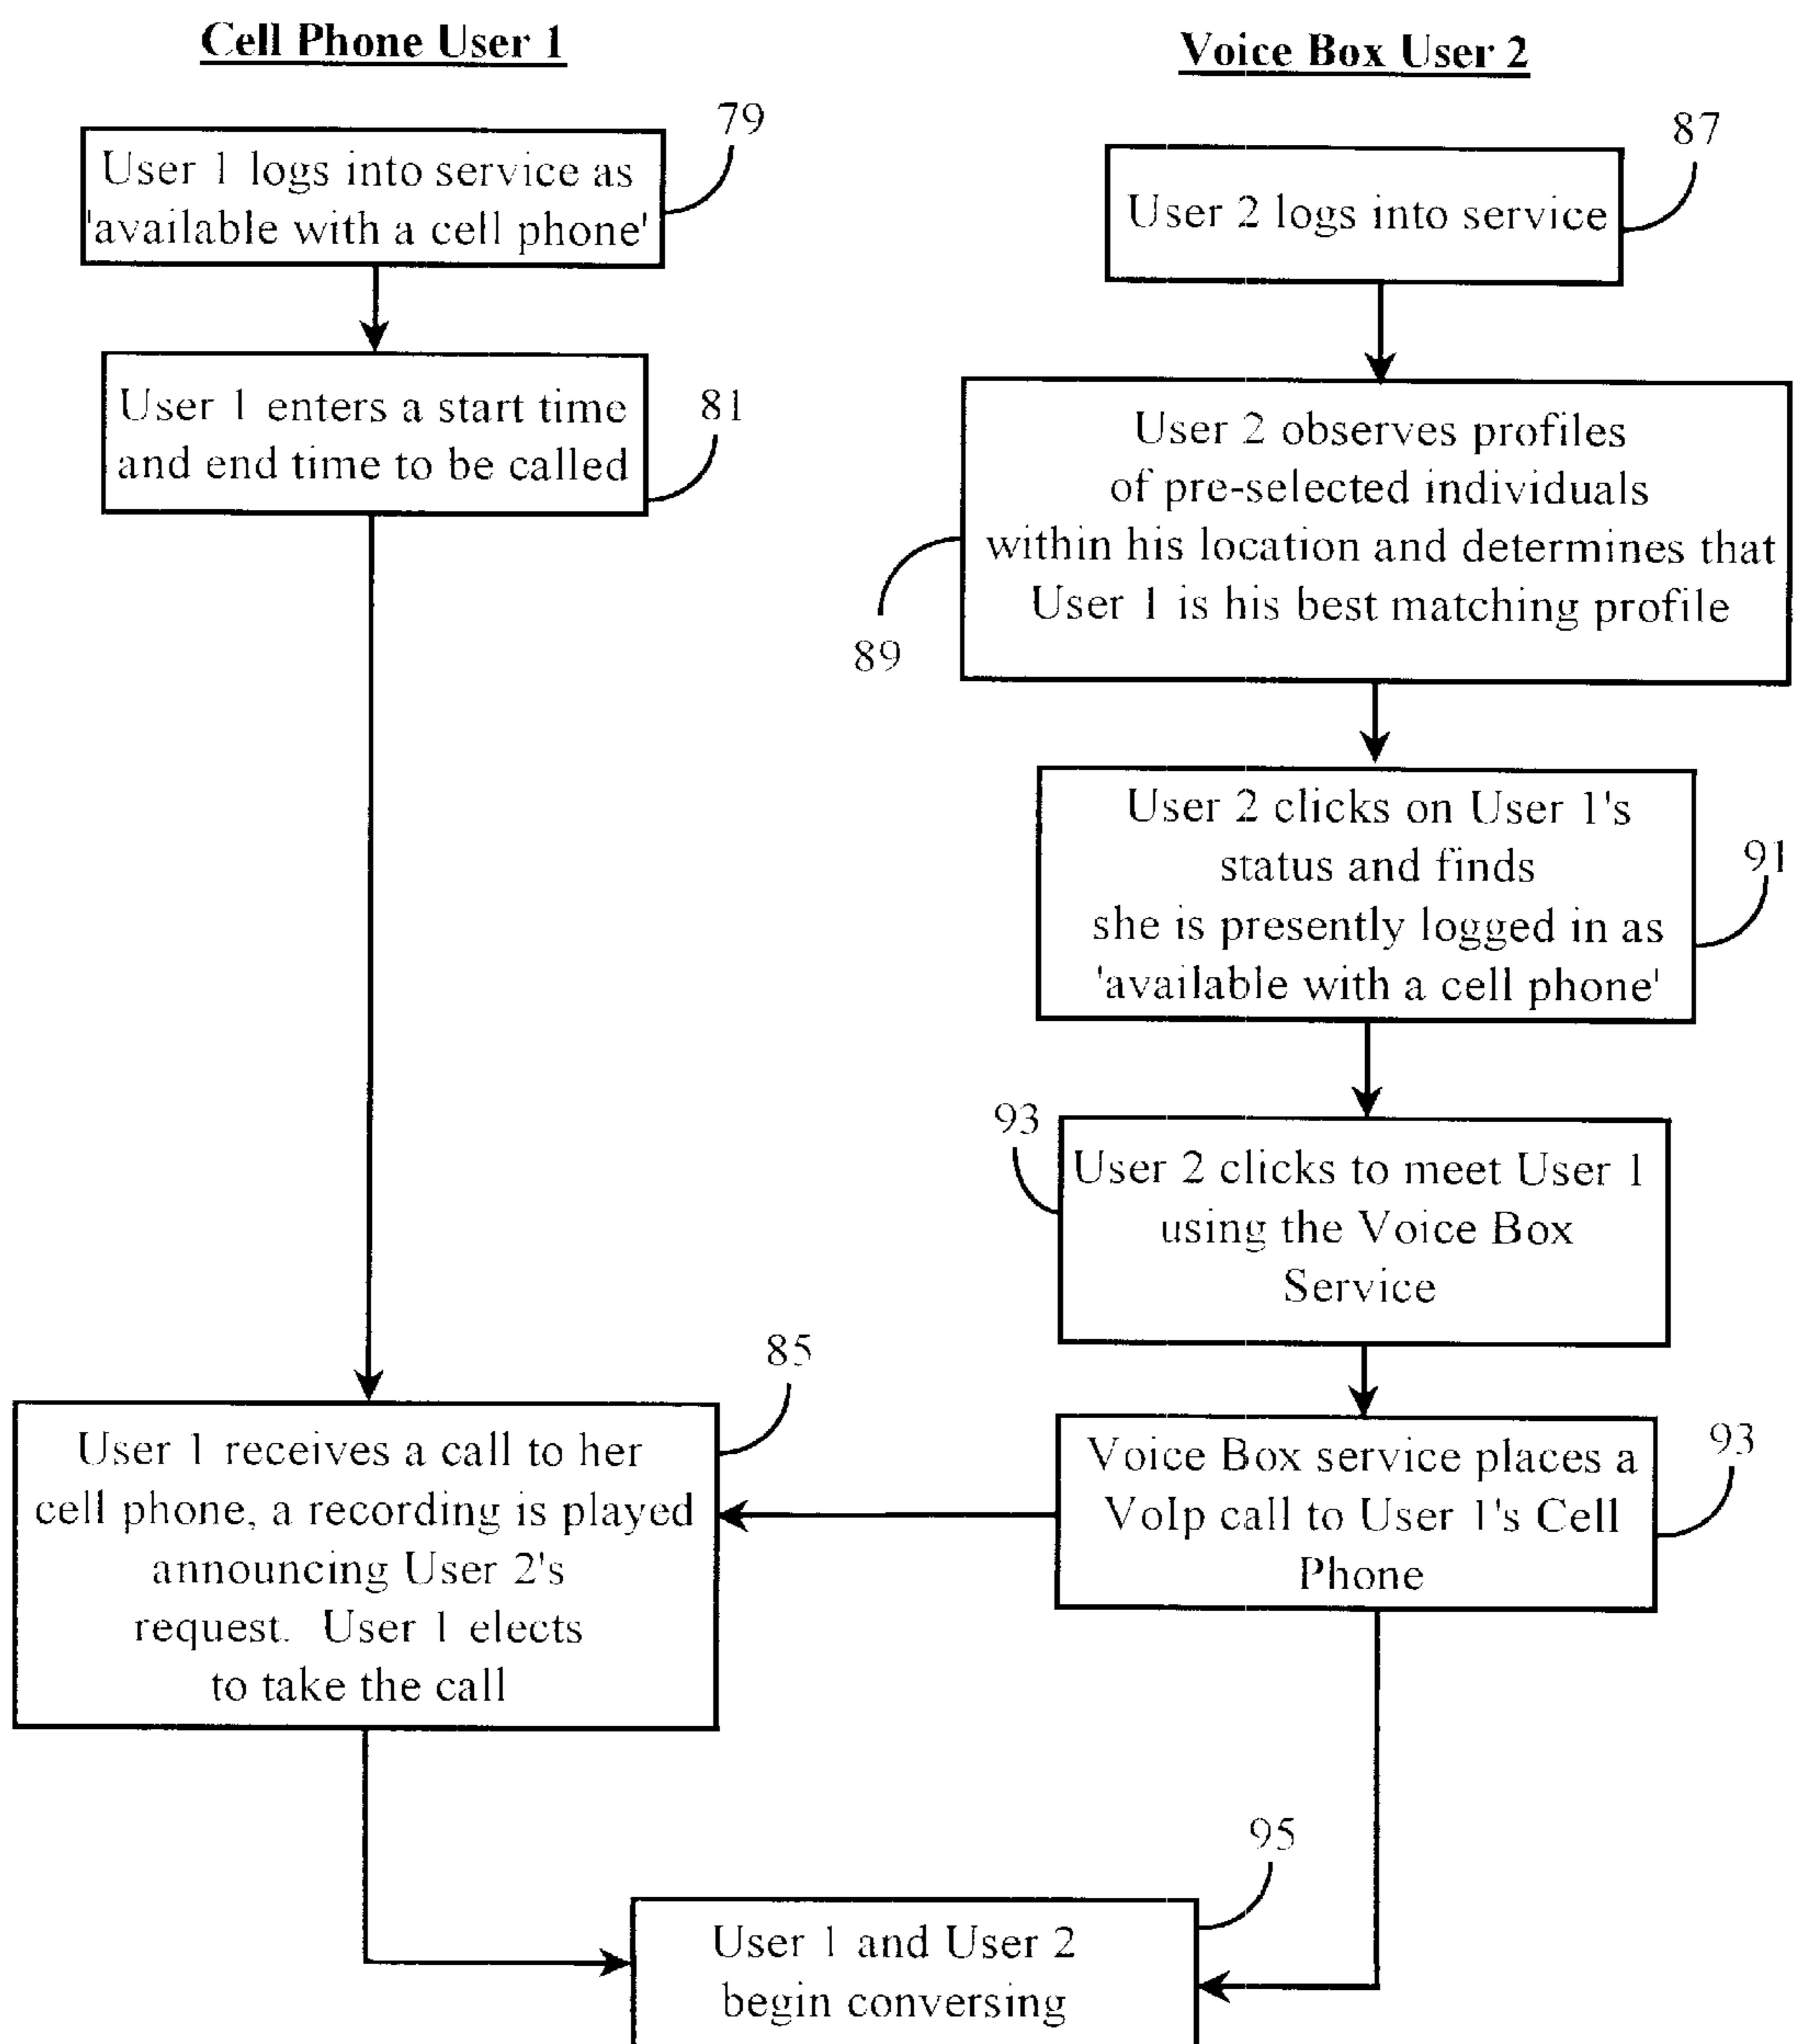 Cell Phone User 1
79
User 1 logs into service as
'available with a cell phone'
81
User 1 enters a start time
and end time to be called
85
User 1 receives a call to her
cell phone, a recording is played
announcing User 2's
request. User 1 elects
to take the call
Voice Box User 2
87
User 2 logs into service
User 2 observes profiles
of pre-selected individuals
within his location and determines that
User 1 is his best matching profile
89
User 2 clicks on User 1's
status and finds
she is presently logged in as
'available with a cell phone'
91
93
User 2 clicks to meet User 1
using the Voice Box
Service
93
Voice Box service places a
VoIp call to User 1's Cell
Phone
95
User 1 and User 2
begin conversing